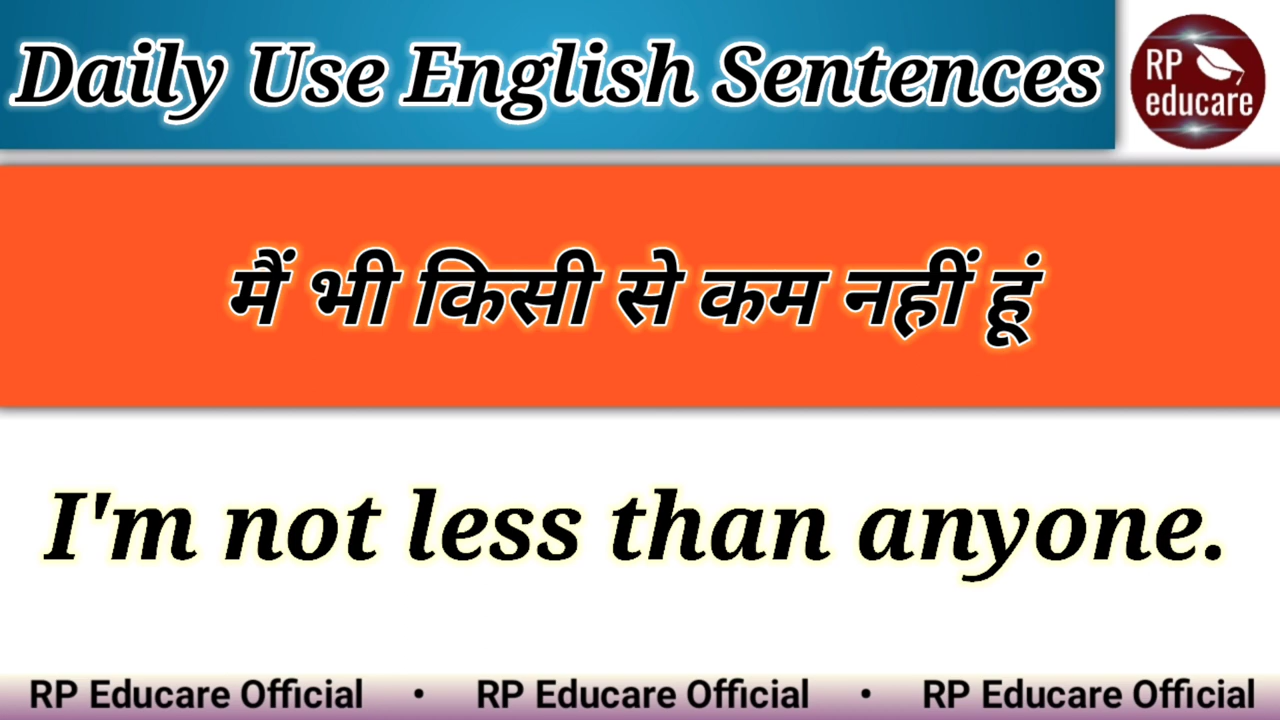 Daily Use English Sentences
RP
educare
मैं भी किसी से कम नहीं हूं
I'm not less than anyone.
RP Educare Official • RP Educare Official • RP Educare Official